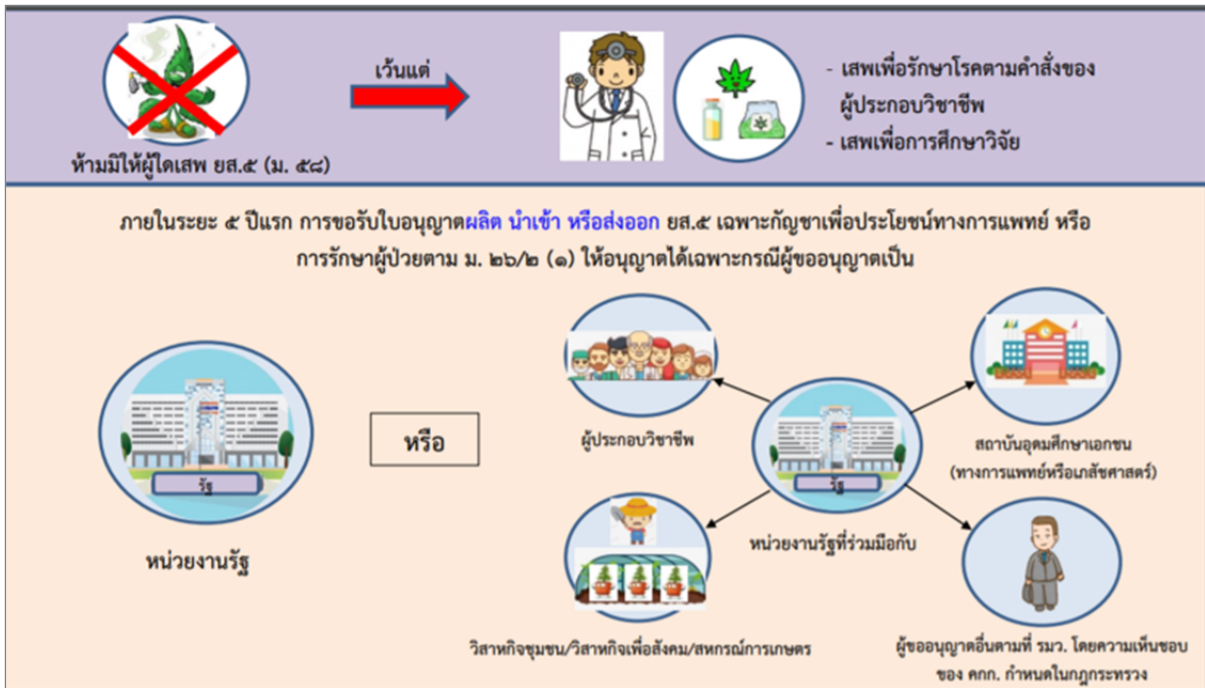 เว้นแต่
- เสพเพื่อรักษาโรคตามคำสั่งของ
ผู้ประกอบวิชาชีพ
- เสพเพื่อการศึกษาวิจัย
ห้ามมิให้ผู้ใดเสพ ยส.๕ (ม. ๕๘)
ภายในระยะ ๕ ปีแรก การขอรับใบอนุญาตผลิต นำเข้า หรือส่งออก ยส.๕ เฉพาะกัญชาเพื่อประโยชน์ทางการแพทย์ หรือ
การรักษาผู้ป่วยตาม ม. ๒๖/๒ (๑) ให้อนุญาตได้เฉพาะกรณีผู้ขออนุญาตเป็น
รัฐ
หน่วยงานรัฐ
หรือ
ผู้ประกอบวิชาชีพ
สถาบันอุดมศึกษาเอกชน
(ทางการแพทย์หรือเภสัชศาสตร์)
รัฐ
หน่วยงานรัฐที่ร่วมมือกับ
วิสาหกิจชุมชน/วิสาหกิจเพื่อสังคม/สหกรณ์การเกษตร
ผู้ขออนุญาตอื่นตามที่ รมว. โดยความเห็นชอบ
ของ คกก. กำหนดในกฎกระทรวง